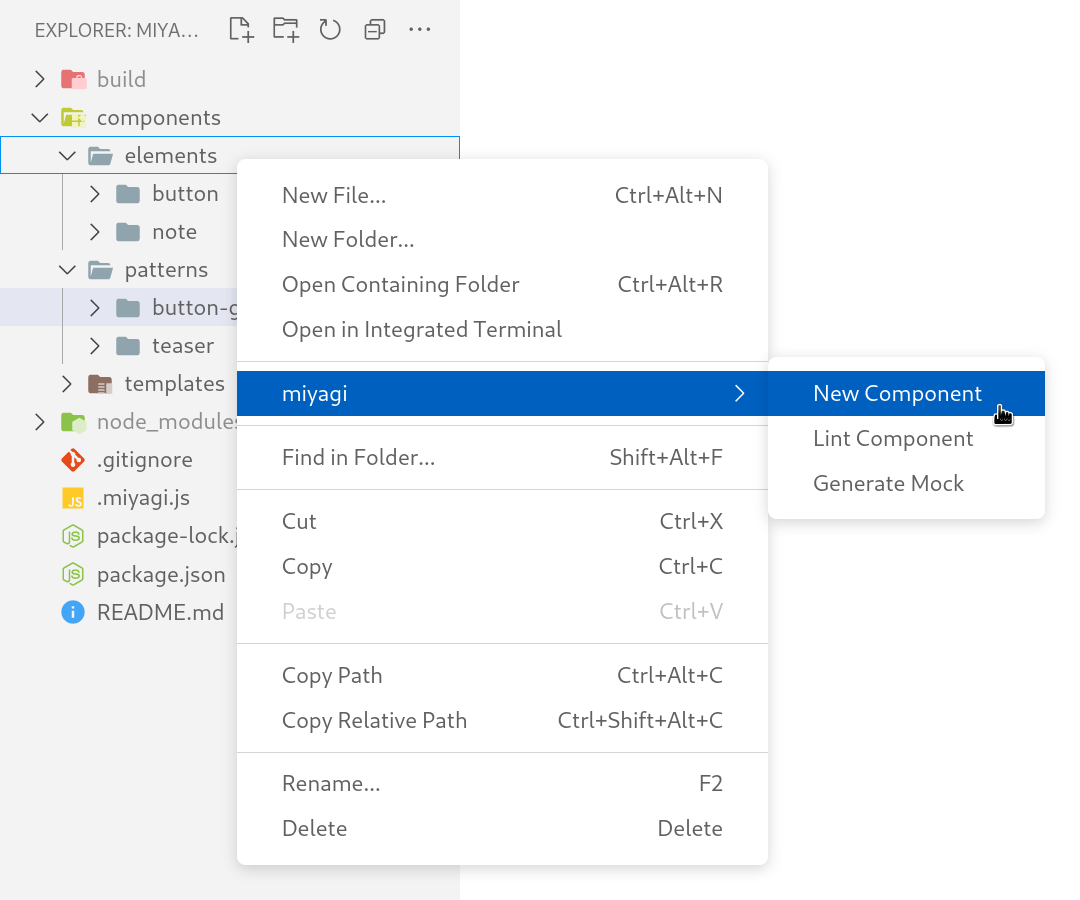 EXPLORER: MIYA...
build
components
elements
button
note
patterns
button-g
teaser
templates
node_modules
.gitignore
JS .miyagi.js
JS package-lock.j
JS package.json
i README.md
New File... Ctrl+Alt+N
New Folder...
Open Containing Folder Ctrl+Alt+R
Open in Integrated Terminal
miyagi
Find in Folder... Shift+Alt+F
Cut Ctrl+X
Copy Ctrl+C
Paste Ctrl+V
Copy Path Ctrl+Alt+C
Copy Relative Path Ctrl+Shift+Alt+C
Rename... F2
Delete Delete
New Component
Lint Component
Generate Mock